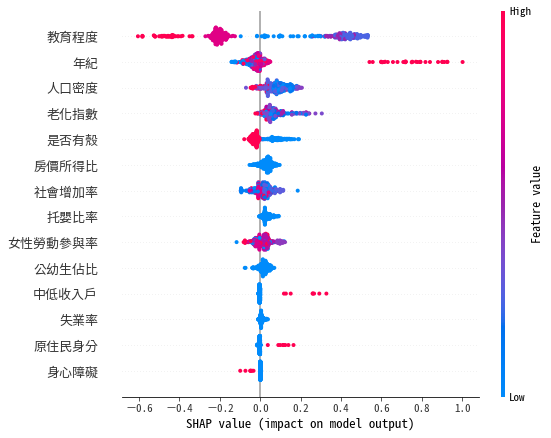 High
教育程度
年紀
人口密度
老化指數
是否有殼
房價所得比
社會增加率
托嬰比率
女性勞動參與率
公幼生佔比
中低收入戶
失業率
原住民身分
身心障礙
Feature value
Low
−0.6 −0.4 −0.2 0.0 0.2 0.4 0.6 0.8 1.0
SHAP value (impact on model output)